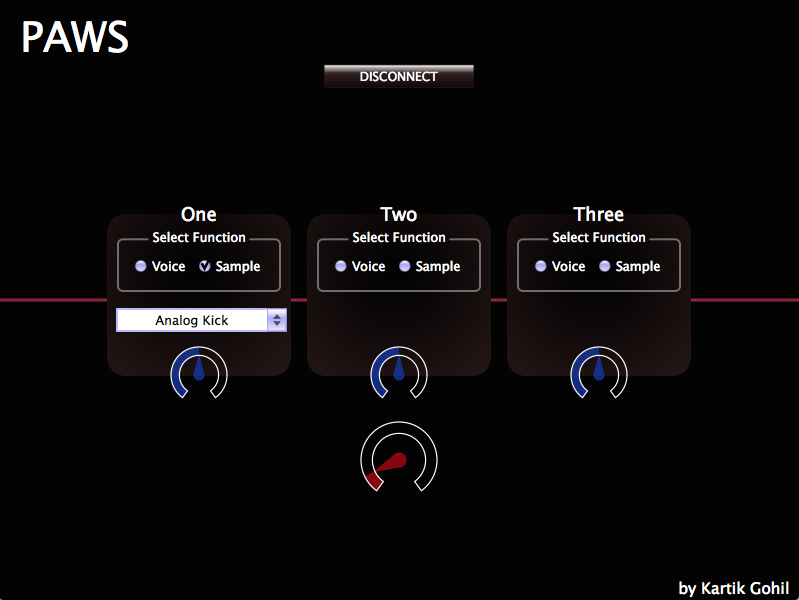 PAWS
DISCONNECT
One
Two
Three
Select Function
Select Function
Select Function
Voice
Sample
Voice
Sample
Voice
Sample
Analog Kick
by Kartik Gohil